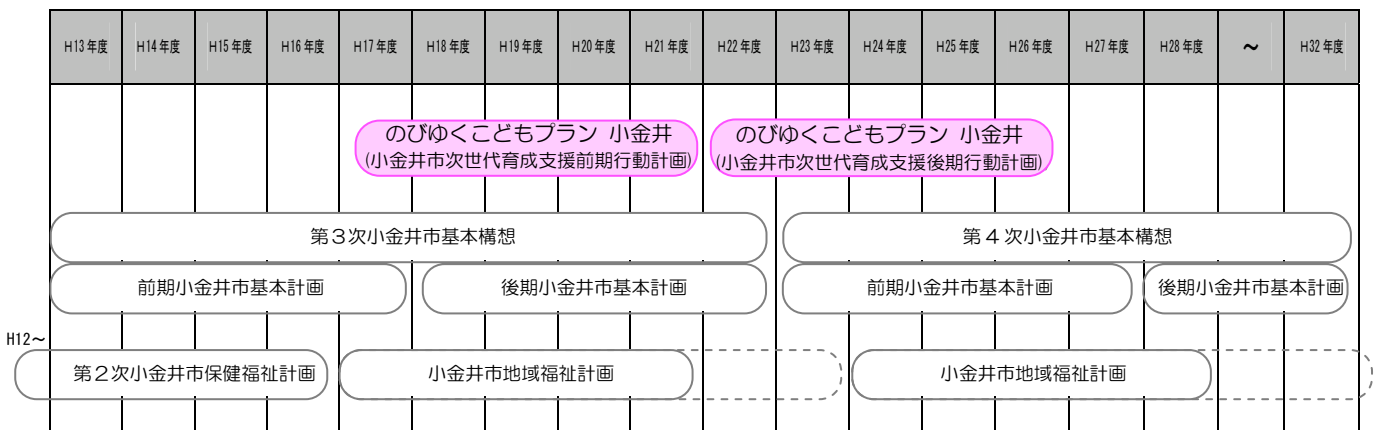 H13年度 H14年度 H15年度 H16年度 H17年度 H18年度 H19年度 H20年度 H21年度 H22年度 H23年度 H24年度 H25年度 H26年度 H27年度 H28年度 ～ H32年度
のびゆくこどもプラン 小金井 のびゆくこどもプラン 小金井
(小金井市次世代育成支援前期行動計画) (小金井市次世代育成支援後期行動計画)
第３次小金井市基本構想 第４次小金井市基本構想
前期小金井市基本計画 後期小金井市基本計画 前期小金井市基本計画 後期小金井市基本計画
H12～
第２次小金井市保健福祉計画 小金井市地域福祉計画 小金井市地域福祉計画